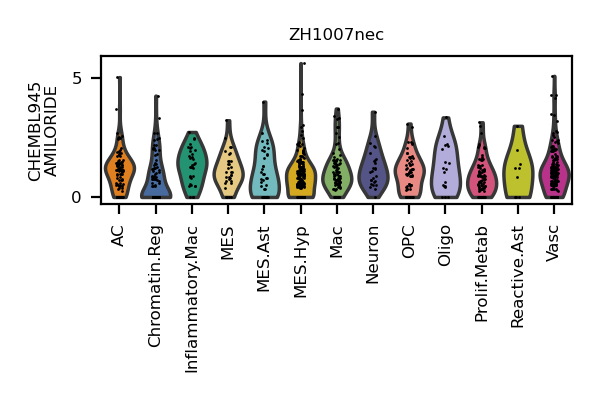 ZH1007nec
CHEMBL945
AMILORIDE
5
0
AC
Chromatin.Reg
Inflammatory.Mac
MES
MES.Ast
MES.Hyp
Mac
Neuron
OPC
Oligo
Prolif.Metab
Reactive.Ast
Vasc